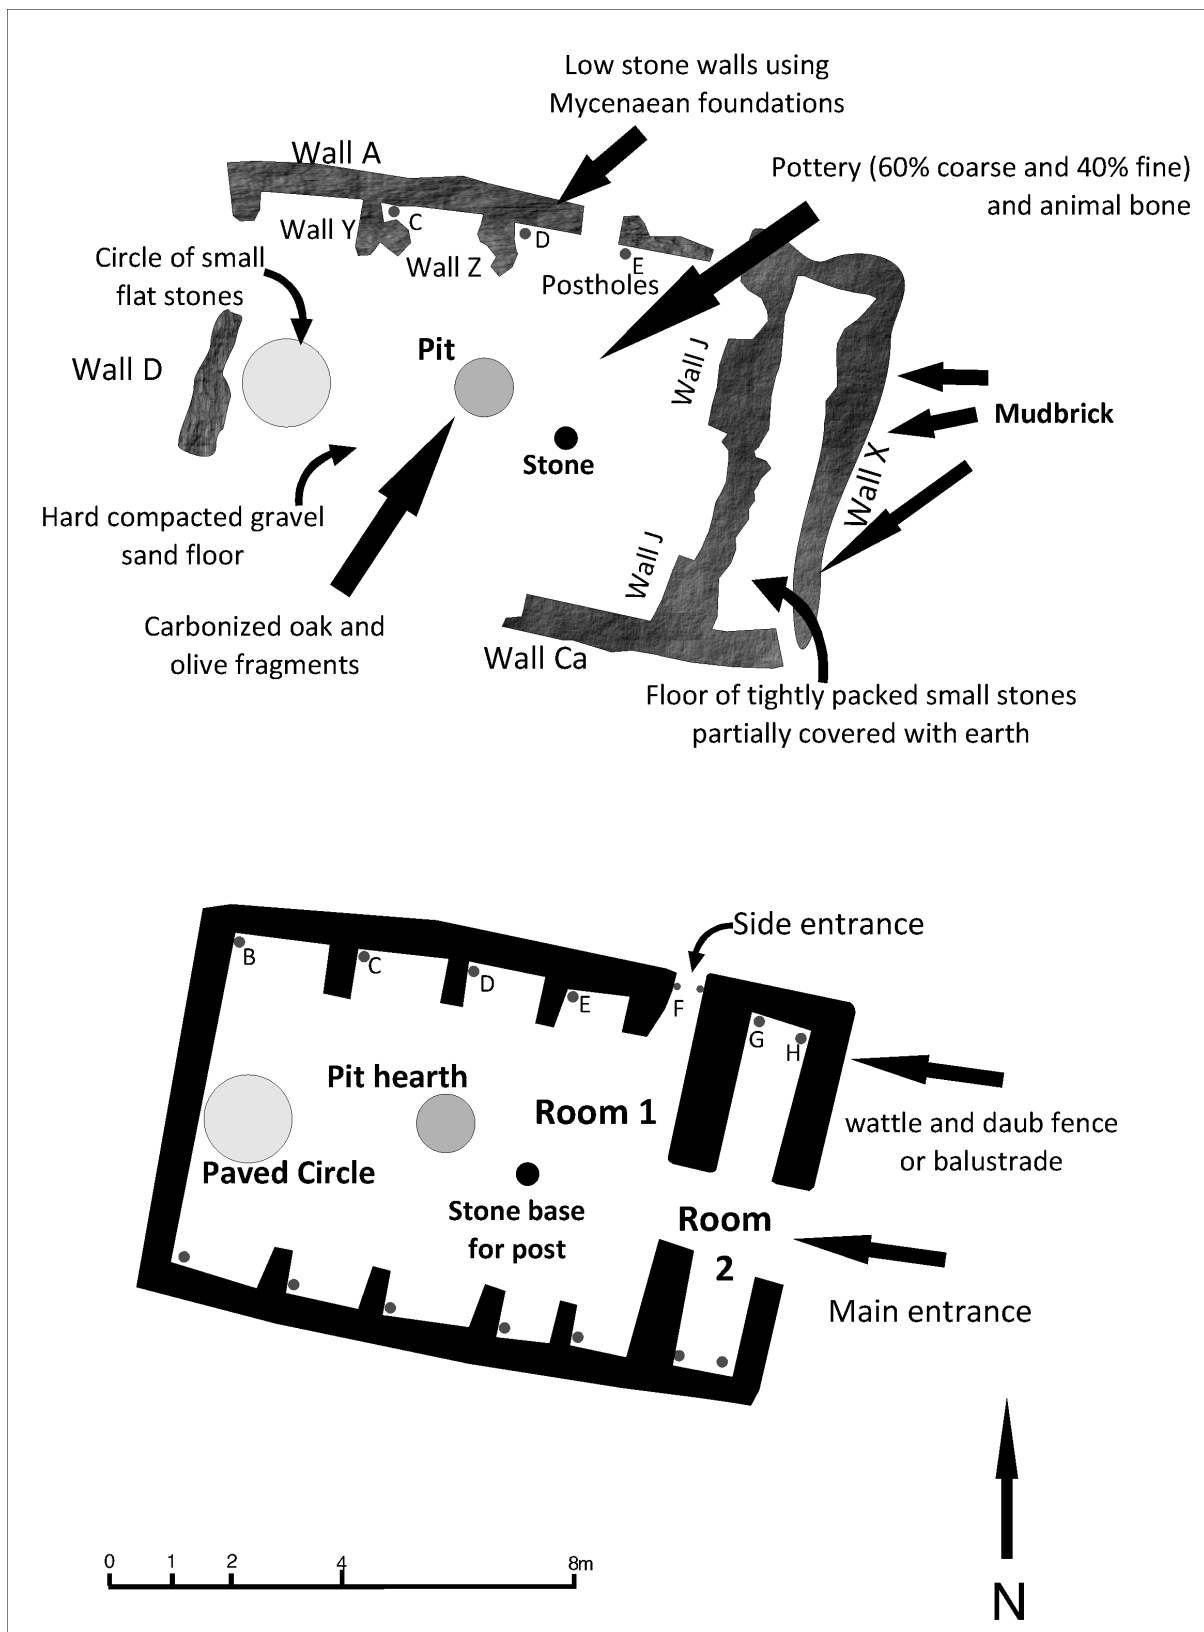 Low stone walls using
Mycenaean foundations
Wall A
Pottery (60% coarse and 40% fine)
and animal bone
Wall Y
C
Wall Z
D
E
Postholes
Circle of small
flat stones
Wall D
Pit
Wall J
Mudbrick
Stone
Wall X
Hard compacted gravel
sand floor
Wall J
Carbonized oak and
olive fragments
Wall Ca
Floor of tightly packed small stones
partially covered with earth
Side entrance
B
C
D
E
F
G
H
Pit hearth
Room 1
wattle and daub fence
or balustrade
Paved Circle
Stone base
for post
Room
2
Main entrance
0
1
2
4
8m
N